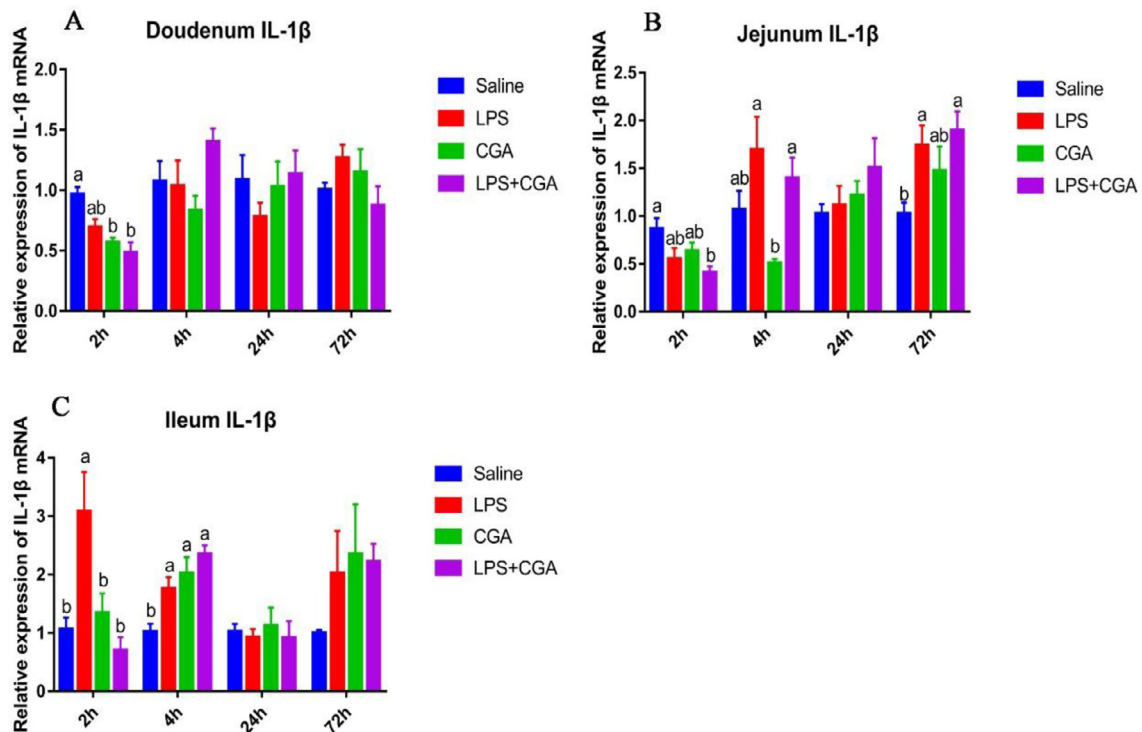 A
Doudenum IL-1β
Relative expression of IL-1β mRNA
2.0
1.5
1.0
0.5
0.0
a
ab
b
b
2h
4h
24h
72h
Saline
LPS
CGA
LPS+CGA
B
Jejunum IL-1β
Relative expression of IL-1β mRNA
2.5
2.0
1.5
1.0
0.5
0.0
a
ab
ab
b
ab
a
b
a
b
a
ab
a
2h
4h
24h
72h
Saline
LPS
CGA
LPS+CGA
C
Ileum IL-1β
Relative expression of IL-1β mRNA
4
3
2
1
0
b
a
b
b
b
a
a
a
2h
4h
24h
72h
Saline
LPS
CGA
LPS+CGA